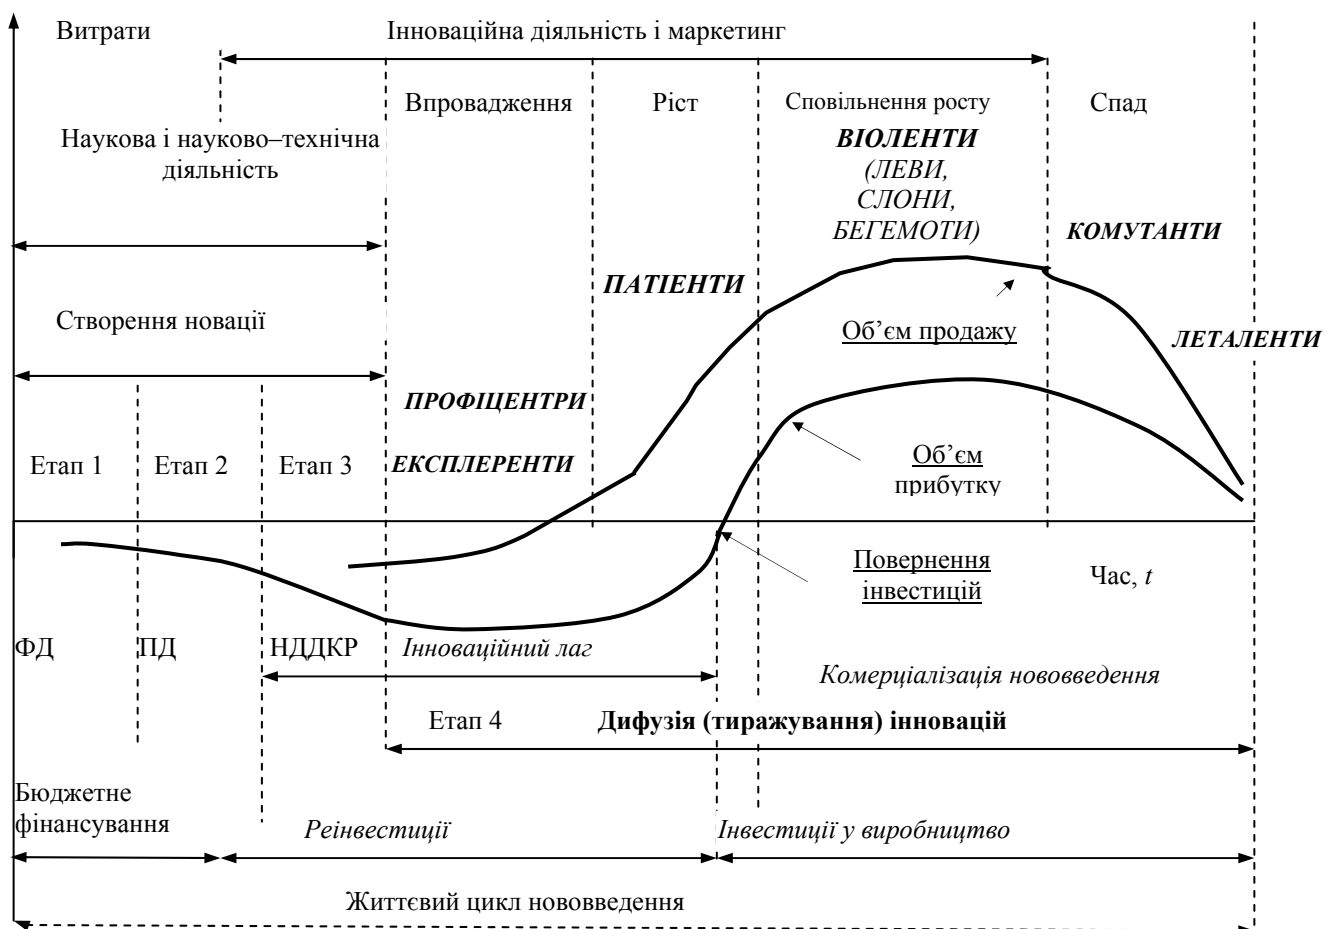 Витрати
Інноваційна діяльність і маркетинг
Впровадження
Ріст
Сповільнення росту
Спад
Наукова і науково–технічна
діяльність
ВІОЛЕНТИ
(ЛЕВИ,
СЛОНИ,
БЕГЕМОТИ)
КОМУТАНТИ
ПАТІЕНТИ
Створення новації
Об’єм продажу
ЛЕТАЛЕНТИ
ПРОФІЦЕНТРИ
Етап 1
Етап 2
Етап 3
ЕКСПЛЕРЕНТИ
Об’єм
прибутку
Повернення
інвестицій
Час, t
ФД
ПД
НДДКР
Інноваційний лаг
Комерціалізація нововведення
Етап 4
Дифузія (тиражування) інновацій
Бюджетне
фінансування
Реінвестиції
Інвестиції у виробництво
Життєвий цикл нововведення